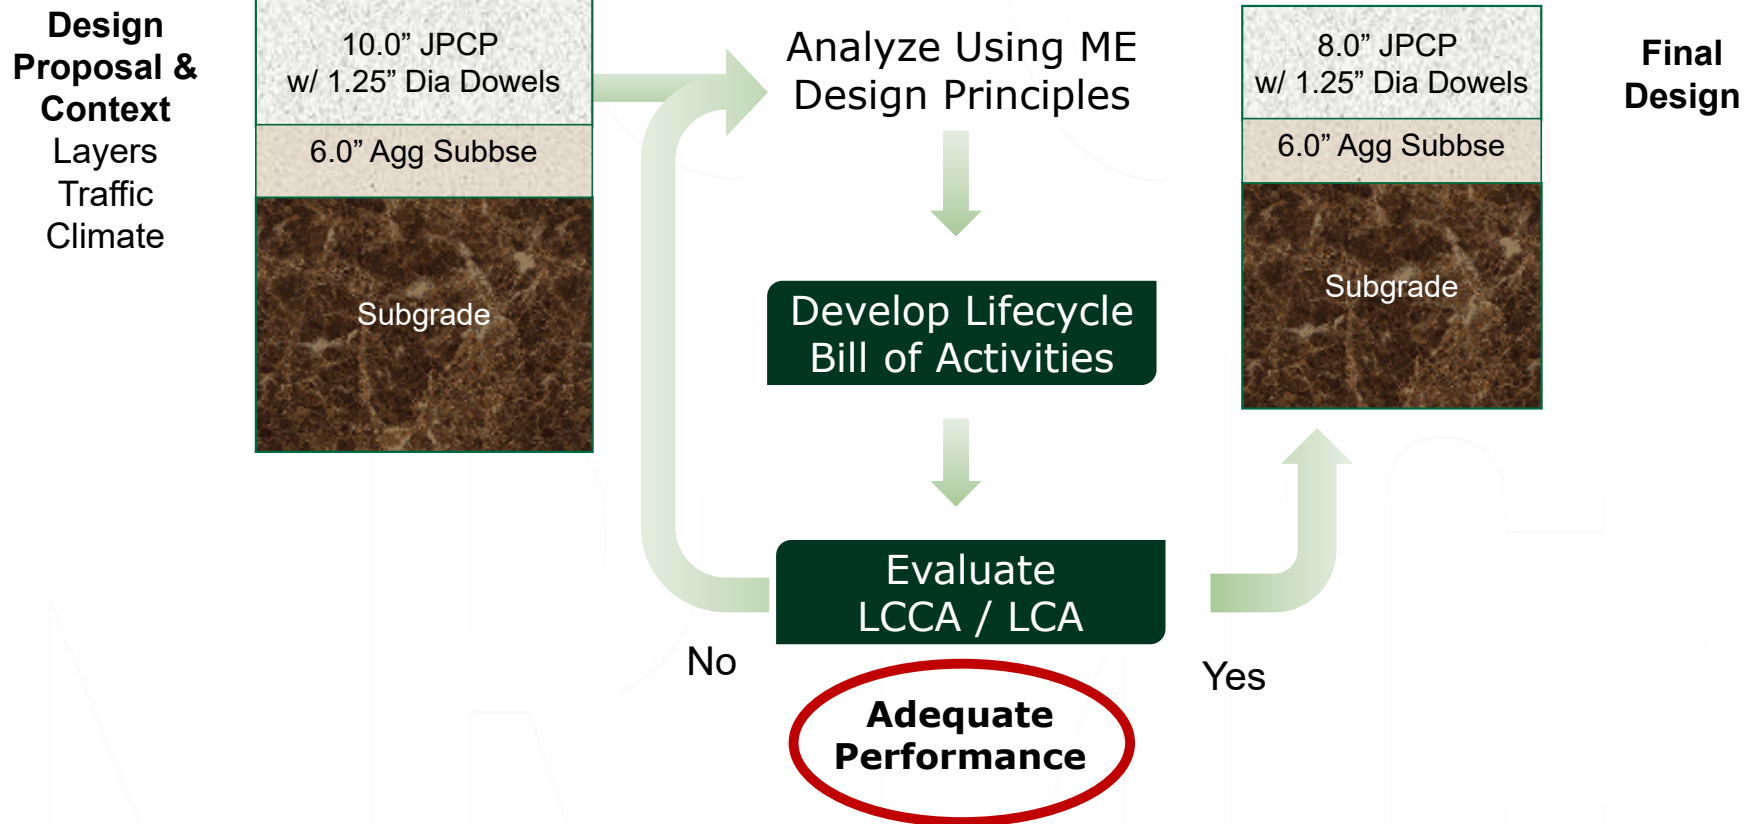 Design
Proposal &
Context
Layers
Traffic
Climate
10.0” JPCP
w/ 1.25” Dia Dowels
6.0” Agg Subbse
Subgrade
Analyze Using ME
Design Principles
Develop Lifecycle
Bill of Activities
Evaluate
LCCA / LCA
No
Yes
Adequate
Performance
8.0” JPCP
w/ 1.25” Dia Dowels
6.0” Agg Subbse
Subgrade
Final
Design